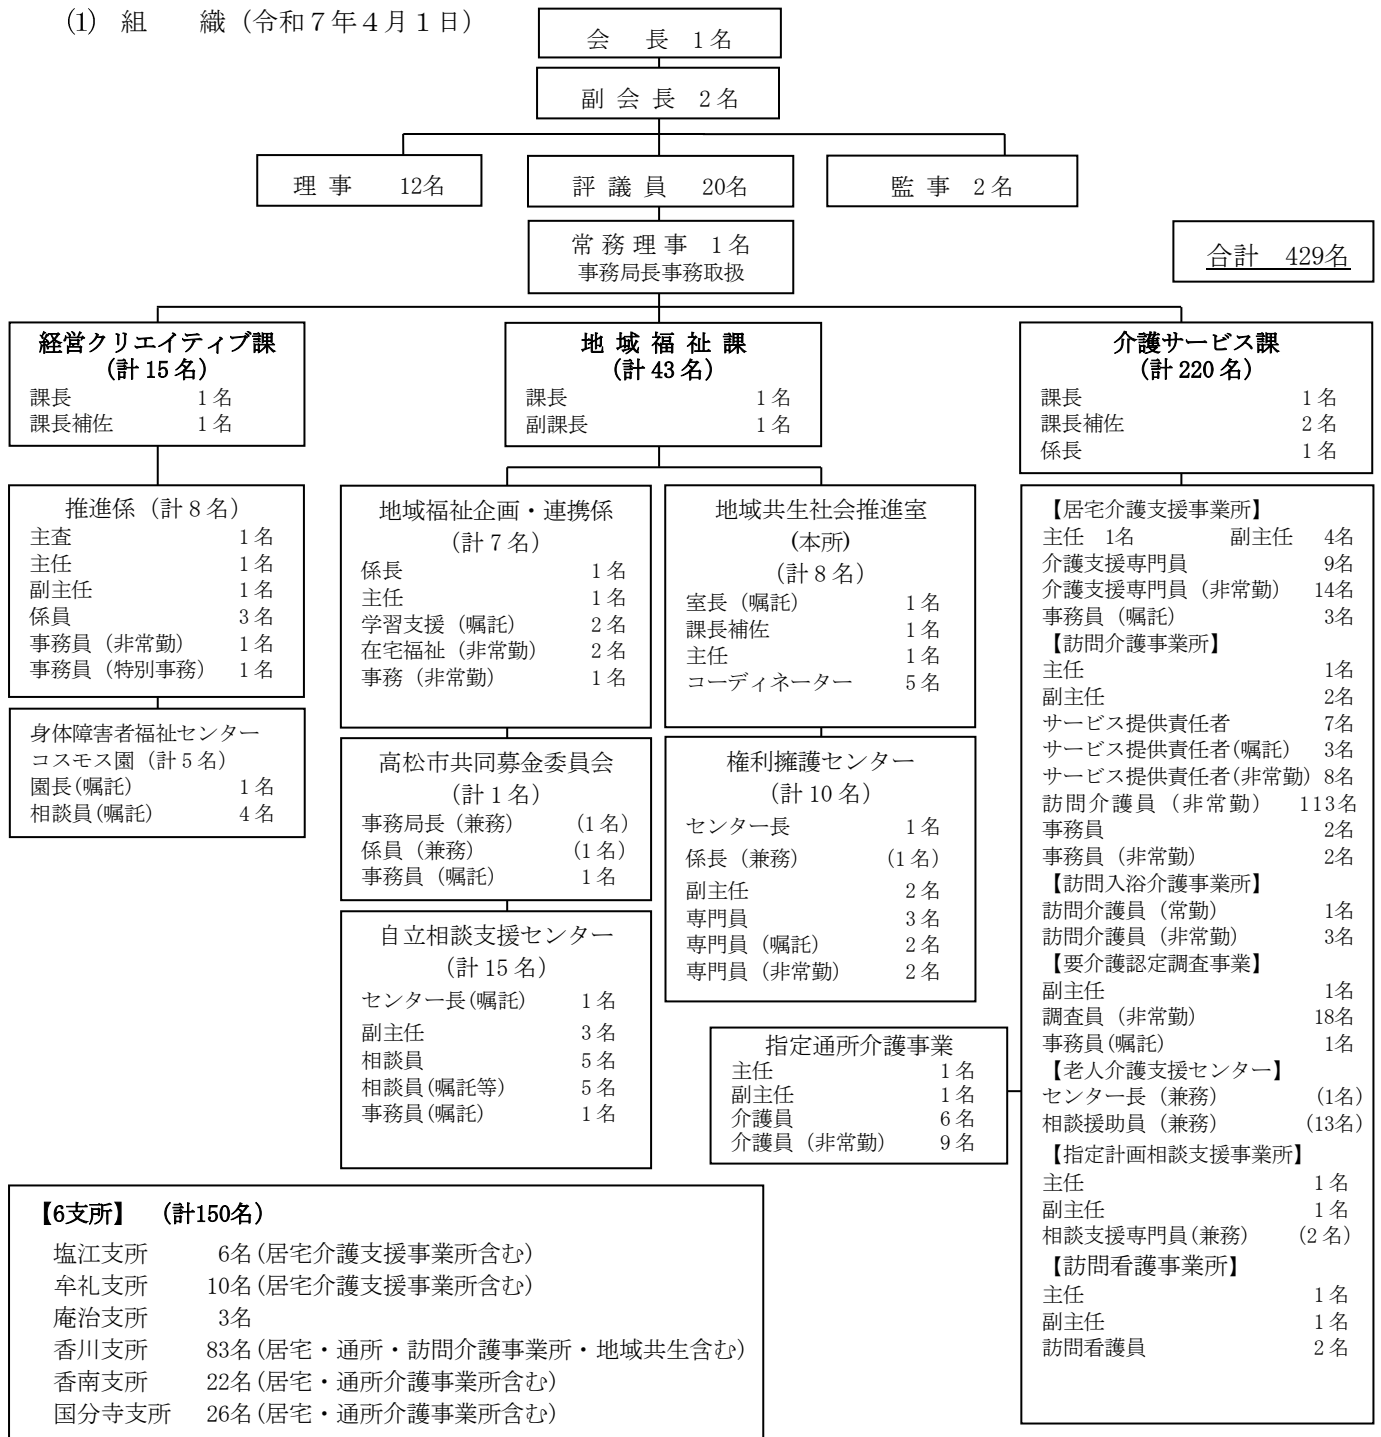 (1) 組　織（令和７年４月１日）
会　長 1名
副会長 2名
理事 12名
評議員 20名
監事 2名
常務理事 1名
事務局長事務取扱
合計 429名
経営クリエイティブ課
（計15名）
課長 1名
課長補佐 1名
推進係（計8名）
主査 1名
主任 1名
副主任 1名
係員 3名
事務員（非常勤） 1名
事務員（特別事務） 1名
身体障害者福祉センター
コスモス園（計5名）
園長(嘱託) 1名
相談員(嘱託) 4名
地域福祉課
（計43名）
課長 1名
副課長 1名
地域福祉企画・連携係
（計7名）
係長 1名
主任 1名
学習支援（嘱託） 2名
在宅福祉（非常勤） 2名
事務（非常勤） 1名
高松市共同募金委員会
（計1名）
事務局長（兼務） (1名)
係員（兼務） (1名)
事務員（嘱託） 1名
自立相談支援センター
（計15名）
センター長(嘱託) 1名
副主任 3名
相談員 5名
相談員(嘱託等) 5名
事務員(嘱託) 1名
地域共生社会推進室
(本所)
（計8名）
室長（嘱託） 1名
課長補佐 1名
主任 1名
コーディネーター 5名
権利擁護センター
（計10名）
センター長 1名
係長（兼務） (1名)
副主任 2名
専門員 3名
専門員（嘱託） 2名
専門員（非常勤） 2名
介護サービス課
（計220名）
課長 1名
課長補佐 2名
係長 1名
【居宅介護支援事業所】
主任 1名 副主任 4名
介護支援専門員 9名
介護支援専門員（非常勤） 14名
事務員（嘱託） 3名
【訪問介護事業所】
主任 1名
副主任 2名
サービス提供責任者 7名
サービス提供責任者(嘱託) 3名
サービス提供責任者(非常勤) 8名
訪問介護員（非常勤） 113名
事務員 2名
事務員（非常勤） 2名
【訪問入浴介護事業所】
訪問介護員（常勤） 1名
訪問介護員（非常勤） 3名
【要介護認定調査事業】
副主任 1名
調査員（非常勤） 18名
事務員(嘱託) 1名
【老人介護支援センター】
センター長（兼務） (1名)
相談援助員（兼務） (13名)
【指定計画相談支援事業所】
主任 1名
副主任 1名
相談支援専門員(兼務) (2名)
【訪問看護事業所】
主任 1名
副主任 1名
訪問看護員 2名
指定通所介護事業
主任 1名
副主任 1名
介護員 6名
介護員（非常勤） 9名
【6支所】 （計150名）
塩江支所 6名(居宅介護支援事業所含む)
牟礼支所 10名(居宅介護支援事業所含む)
庵治支所 3名
香川支所 83名(居宅・通所・訪問介護事業所・地域共生含む)
香南支所 22名(居宅・通所介護事業所含む)
国分寺支所 26名(居宅・通所介護事業所含む)